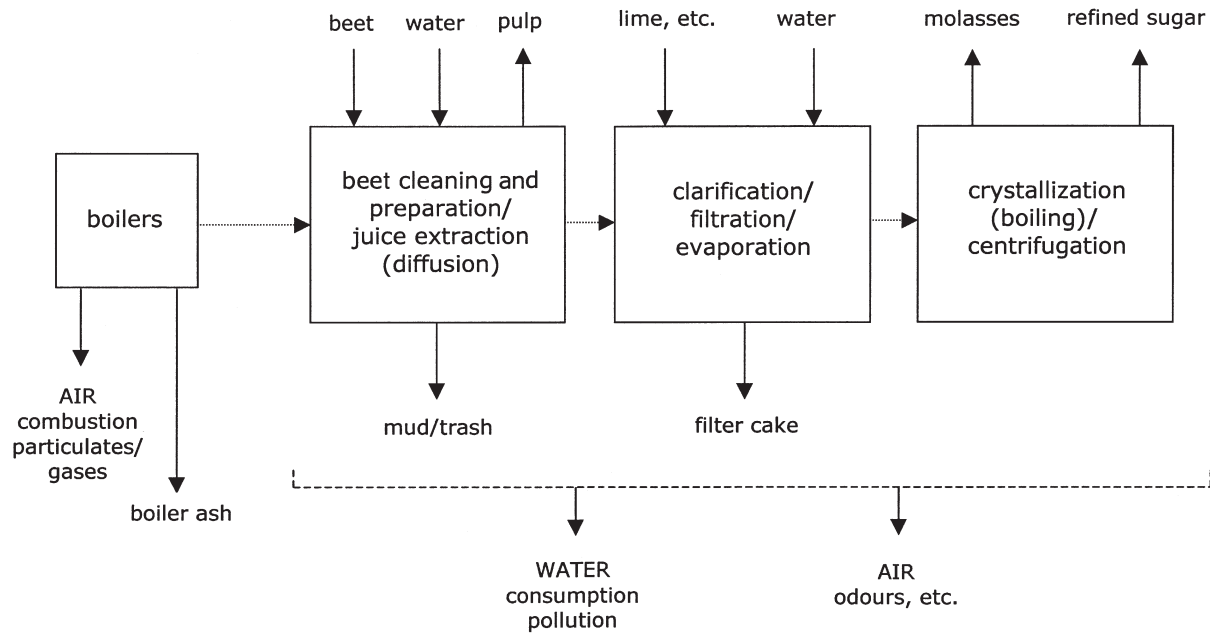 beet
water
pulp
lime, etc.
water
molasses
refined sugar
boilers
beet cleaning and
preparation/
juice extraction
(diffusion)
clarification/
filtration/
evaporation
crystallization
(boiling)/
centrifugation
AIR
combustion
particulates/
gases
boiler ash
mud/trash
filter cake
WATER
consumption
pollution
AIR
odours, etc.